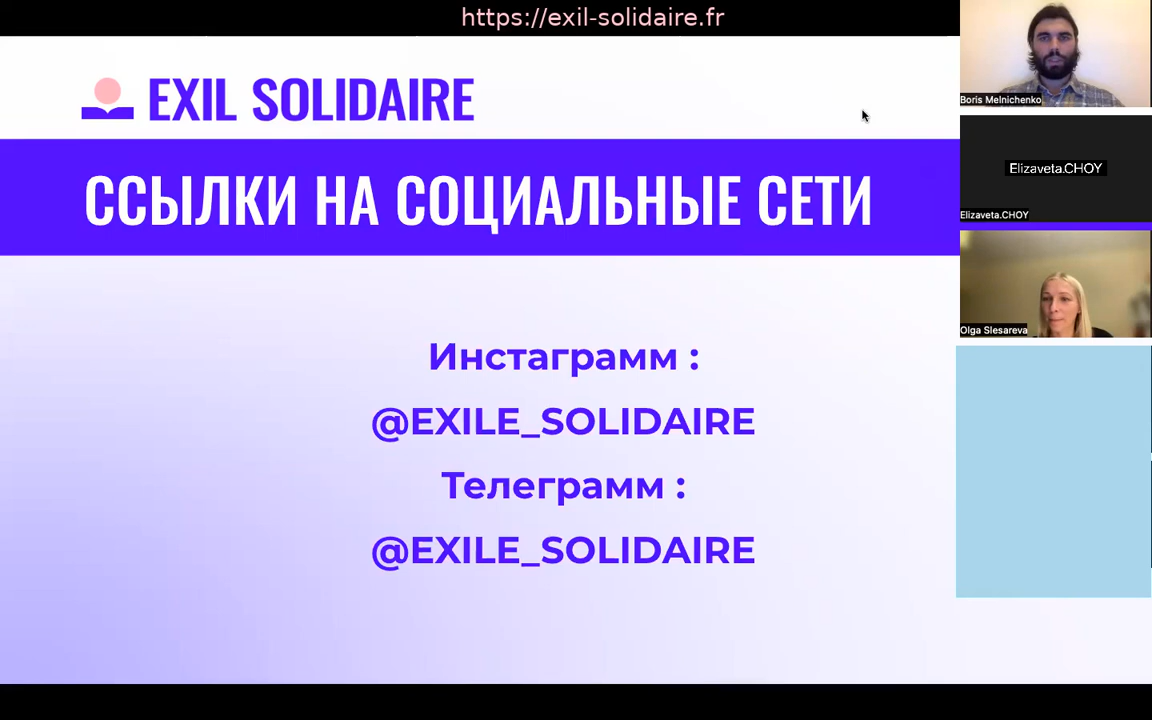 https://exil-solidaire.fr
EXIL SOLIDAIRE
ССЫЛКИ НА СОЦИАЛЬНЫЕ СЕТИ
Инстаграмм :
@EXILE_SOLIDAIRE
Телеграмм :
@EXILE_SOLIDAIRE
Boris Melnichenko
Elizaveta.CHOY
Elizaveta.CHOY
Olga Slesareva